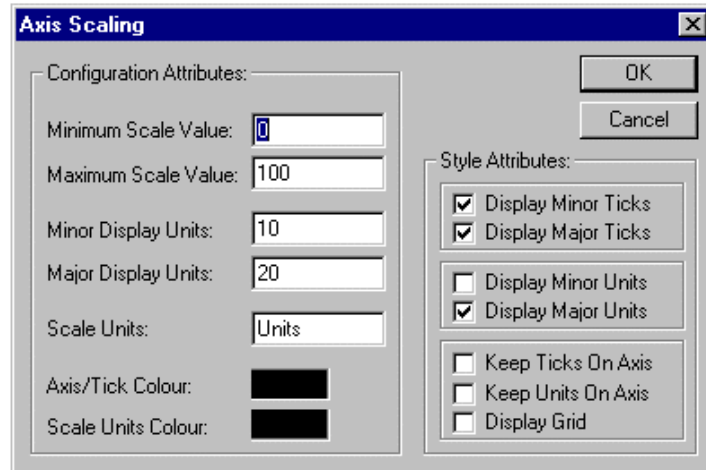 Axis Scaling
Configuration Attributes:
Minimum Scale Value: 0
Maximum Scale Value: 100
Minor Display Units: 10
Major Display Units: 20
Scale Units: Units
Axis/Tick Colour:
Scale Units Colour:
OK
Cancel
Style Attributes:
Display Minor Ticks
Display Major Ticks
Display Minor Units
Display Major Units
Keep Ticks On Axis
Keep Units On Axis
Display Grid